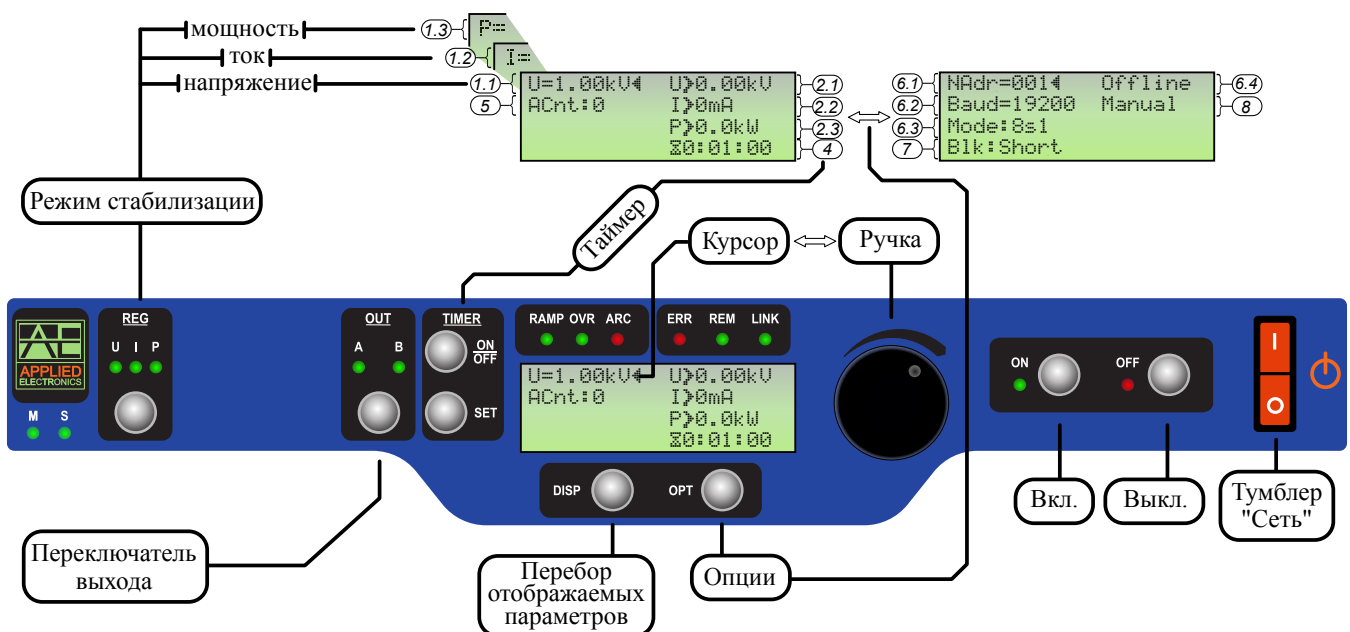 мощность
1.3
P=
ток
1.2
I=
напряжение
1.1
5
U=1.00kV
U>0.00kV
ACnt:0
I>0mA
P>0.0kW
0:01:00
2.1
2.2
2.3
4
6.1
6.2
6.3
7
NAdr=001
Offline
Baud=19200
Manual
Mode:8s1
Blk:Short
6.4
8
Режим стабилизации
Таймер
Курсор
Ручка
AE
APPLIED
ELECTRONICS
M S
REG
U I P
OUT
A B
TIMER
ON
OFF
SET
RAMP OVR ARC
ERR REM LINK
U=1.00kV
U>0.00kV
ACnt:0
I>0mA
P>0.0kW
0:01:00
DISP
OPT
ON
OFF
I
O
Переключатель
выхода
Перебор
отображаемых
параметров
Опции
Вкл.
Выкл.
Тумблер
"Сеть"